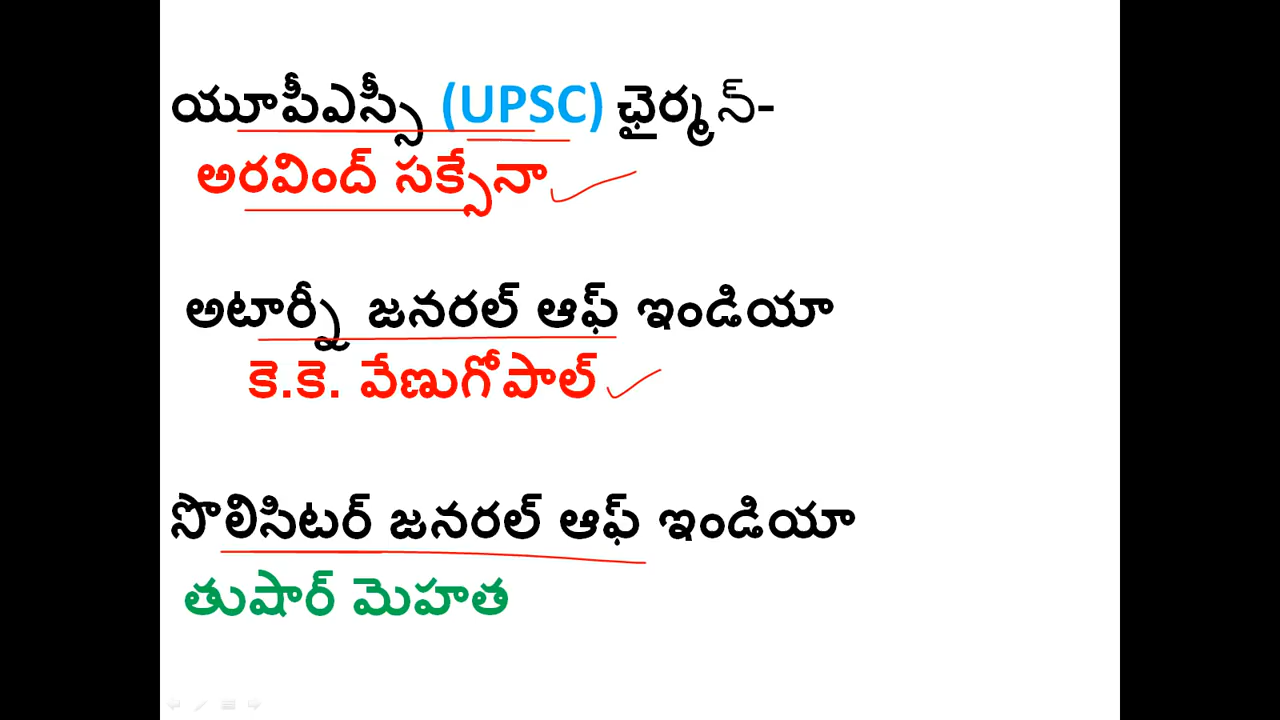 యూపీఎస్సీ (UPSC) ఛైర్మన్-
అరవింద్ సక్సేనా
అటార్నీ జనరల్ ఆఫ్ ఇండియా
కె.కె. వేణుగోపాల్
సొలిసిటర్ జనరల్ ఆఫ్ ఇండియా
తుషార్ మెహత